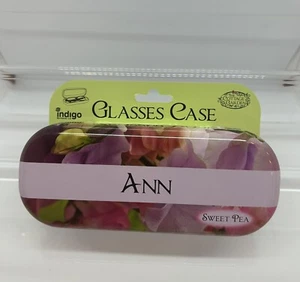 GLASSES CASE
indigo
ANN
SWEET PEA